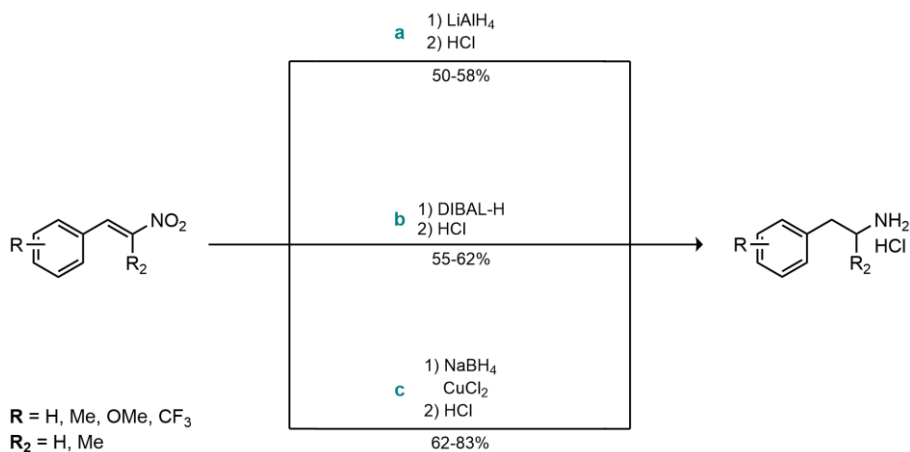 a
1) LiAlH₄
2) HCl
50-58%
R
NO₂
R₂
b
1) DIBAL-H
2) HCl
55-62%
R
NH₂
HCl
R₂
c
1) NaBH₄
CuCl₂
2) HCl
62-83%
R = H, Me, OMe, CF₃
R₂ = H, Me